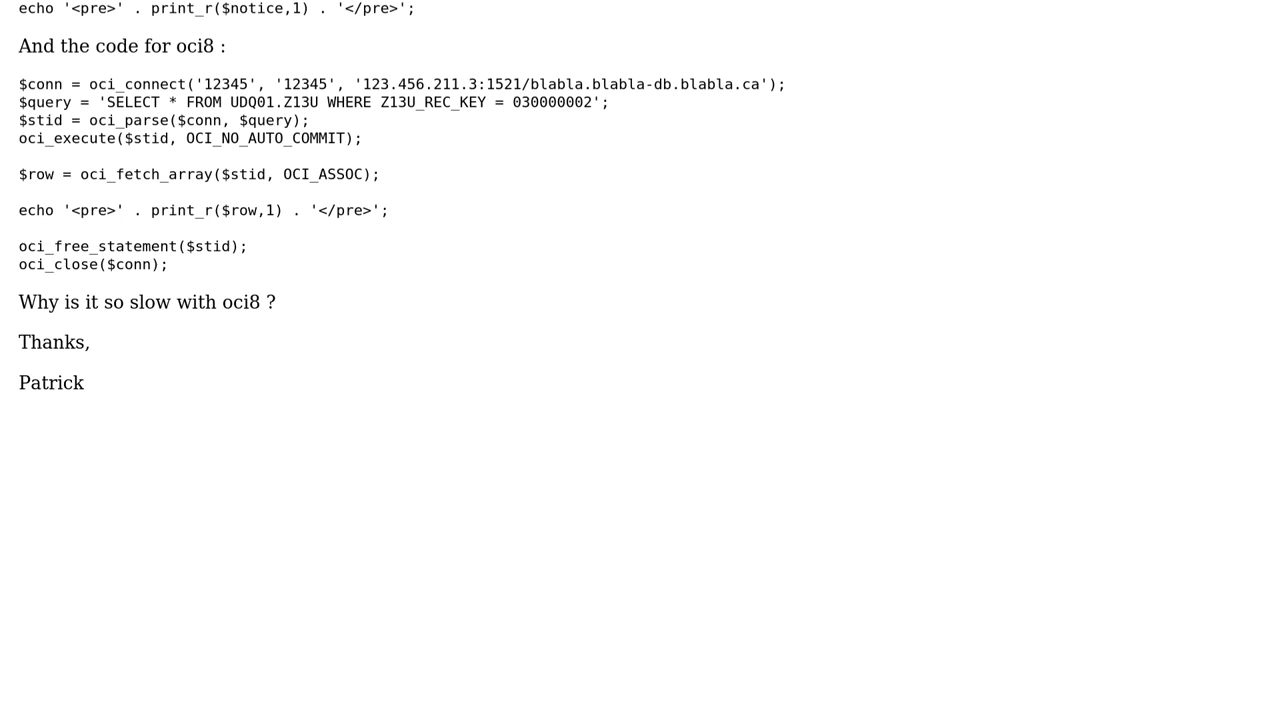 echo '<pre>' . print_r($notice,1) . '</pre>';
And the code for oci8 :
$conn = oci_connect('12345', '12345', '123.456.211.3:1521/blabla.blabla-db.blabla.ca');
$query = 'SELECT * FROM UDQ01.Z13U WHERE Z13U_REC_KEY = 030000002';
$stid = oci_parse($conn, $query);
oci_execute($stid, OCI_NO_AUTO_COMMIT);
$row = oci_fetch_array($stid, OCI_ASSOC);
echo '<pre>' . print_r($row,1) . '</pre>';
oci_free_statement($stid);
oci_close($conn);
Why is it so slow with oci8 ?
Thanks,
Patrick